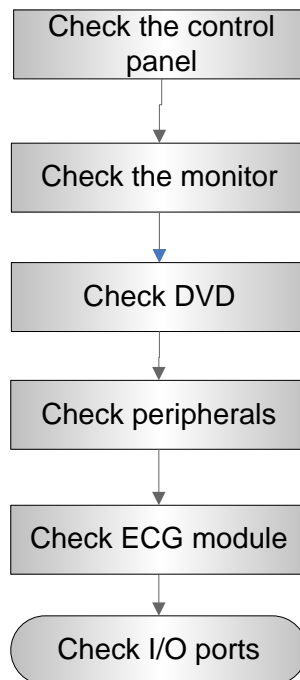 Check the control
panel
Check the monitor
Check DVD
Check peripherals
Check ECG module
Check I/O ports